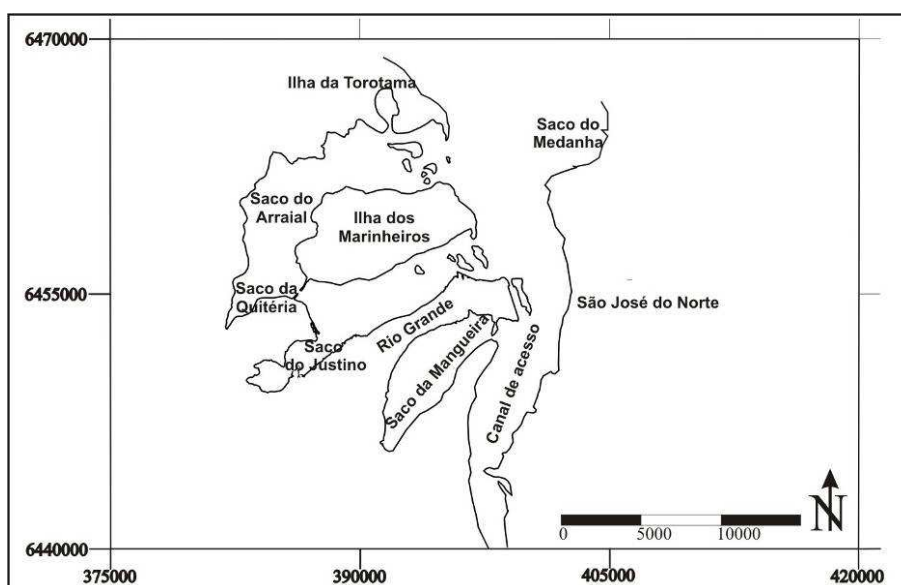 6470000
Ilha da Torotama
Saco do
Medanha
Saco do
Arraial
Ilha dos
Marinheiros
6455000
Saco da
Quitéria
São José do Norte
Rio Grande
Saco
do Justino
Saco da Mangueira
Canal de acesso
N
0 5000 10000
6440000
375000 390000 405000 420000